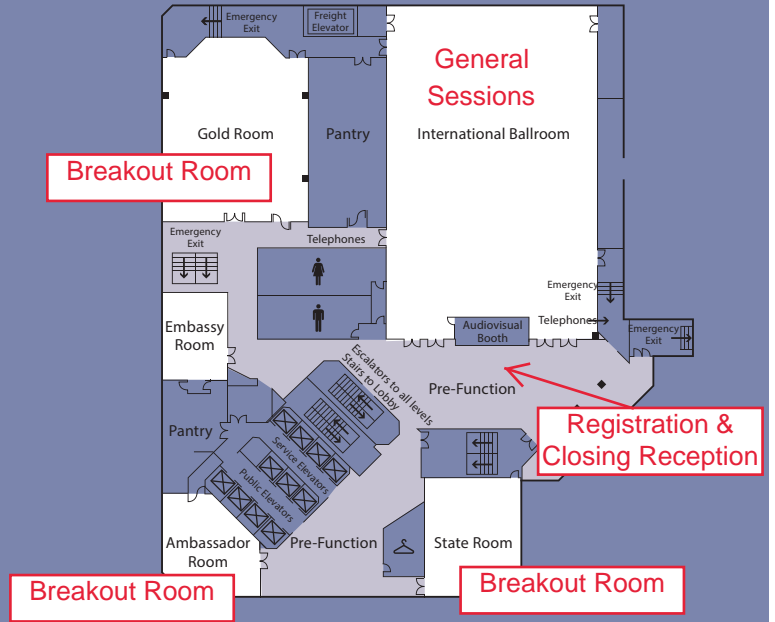 Emergency
Exit
Freight
Elevator
General
Sessions
Gold Room
Pantry
International Ballroom
Breakout Room
Emergency
Exit
Telephones
Emergency
Exit
Embassy
Room
Telephones
Audiovisual
Booth
Emergency
Exit
Escalators to all levels
Stairs to Lobby
Pre-Function
Registration &
Closing Reception
Pantry
Service Elevators
Public Elevators
Ambassador
Room
Pre-Function
State Room
Breakout Room
Breakout Room